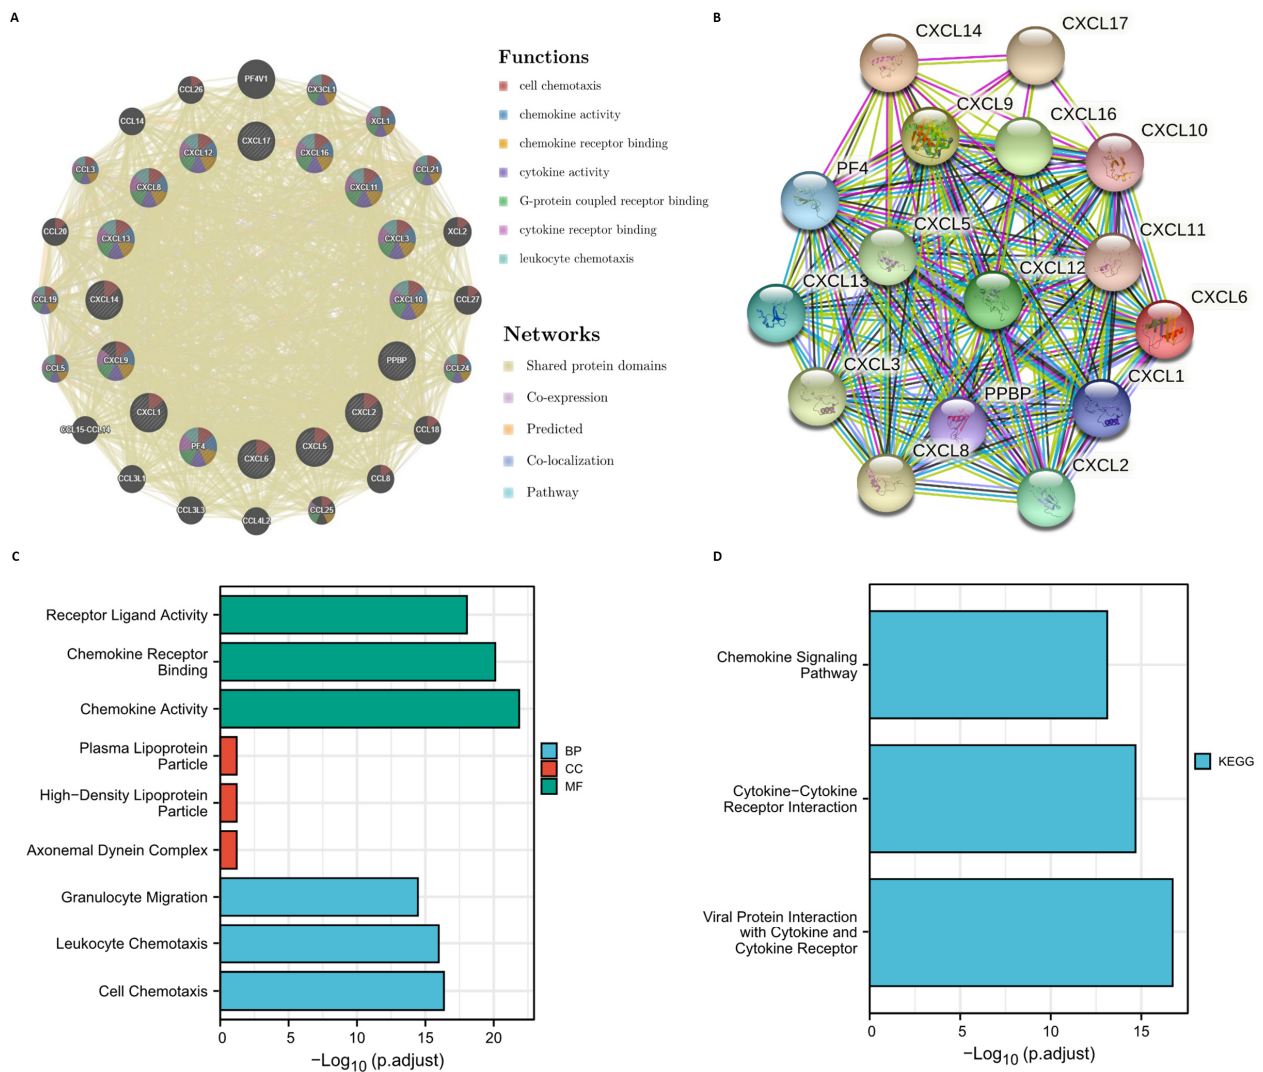 A
PF4V1
CCL26
CX3CL1
CCL14
XCL1
CXCL17
CXCL12
CXCL16
CCL3
CCL21
CXCL8
CXCL11
CCL20
XCL2
CXCL13
CXCL3
CCL19
CXCL14
CXCL10
CCL27
CCL5
CXCL9
PPBP
CCL24
CXCL1
CXCL2
CCL15-CCL14
CCL18
PF4
CXCL6
CXCL5
CCL3L1
CCL8
CCL3L3
CCL4L2
CCL25
Functions
cell chemotaxis
chemokine activity
chemokine receptor binding
cytokine activity
G-protein coupled receptor binding
cytokine receptor binding
leukocyte chemotaxis
Networks
Shared protein domains
Co-expression
Predicted
Co-localization
Pathway
B
CXCL14
CXCL17
CXCL9
CXCL16
CXCL10
PF4
CXCL5
CXCL11
CXCL12
CXCL13
CXCL6
CXCL3
CXCL1
PPBP
CXCL8
CXCL2
C
Receptor Ligand Activity
Chemokine Receptor
Binding
Chemokine Activity
Plasma Lipoprotein
Particle
High−Density Lipoprotein
Particle
Axonemal Dynein Complex
Granulocyte Migration
Leukocyte Chemotaxis
Cell Chemotaxis
0 5 10 15 20
−Log10 (p.adjust)
BP
CC
MF
D
Chemokine Signaling
Pathway
Cytokine−Cytokine
Receptor Interaction
Viral Protein Interaction
with Cytokine and
Cytokine Receptor
0 5 10 15
−Log10 (p.adjust)
KEGG